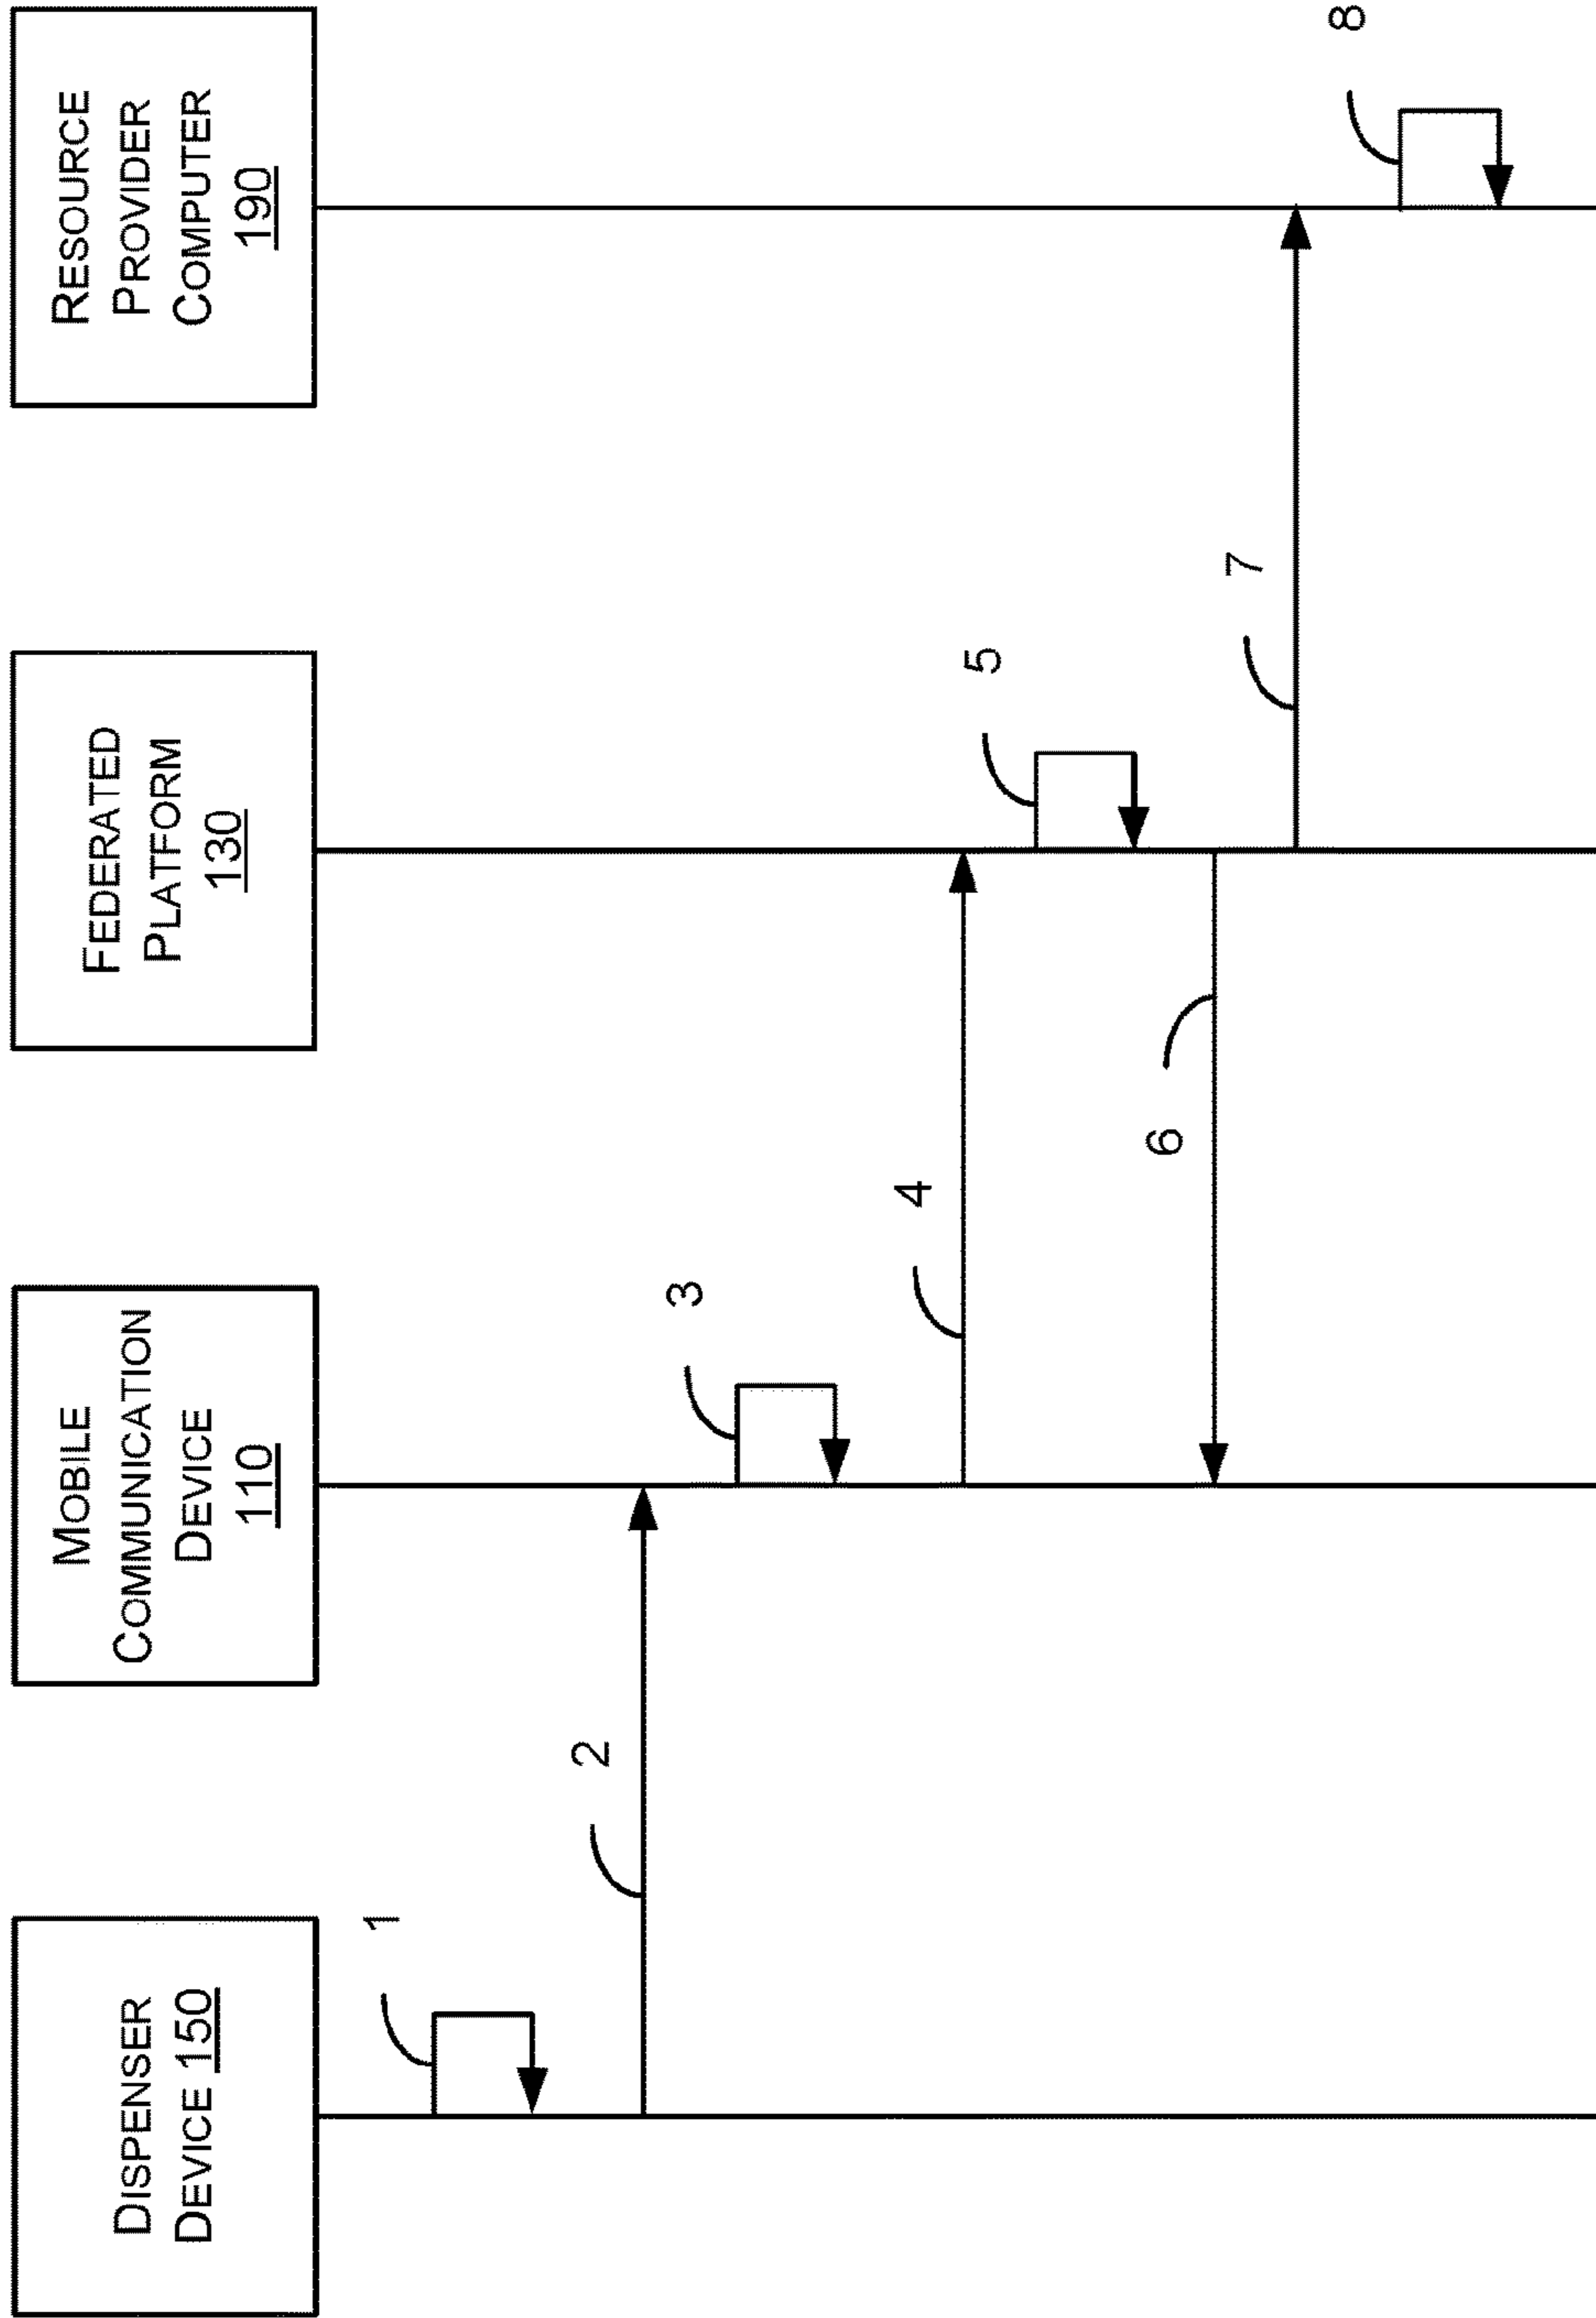 DISPENSER
DEVICE 150
MOBILE
COMMUNICATION
DEVICE
110
FEDERATED
PLATFORM
130
RESOURCE
PROVIDER
COMPUTER
190
1
2
3
4
5
6
7
8